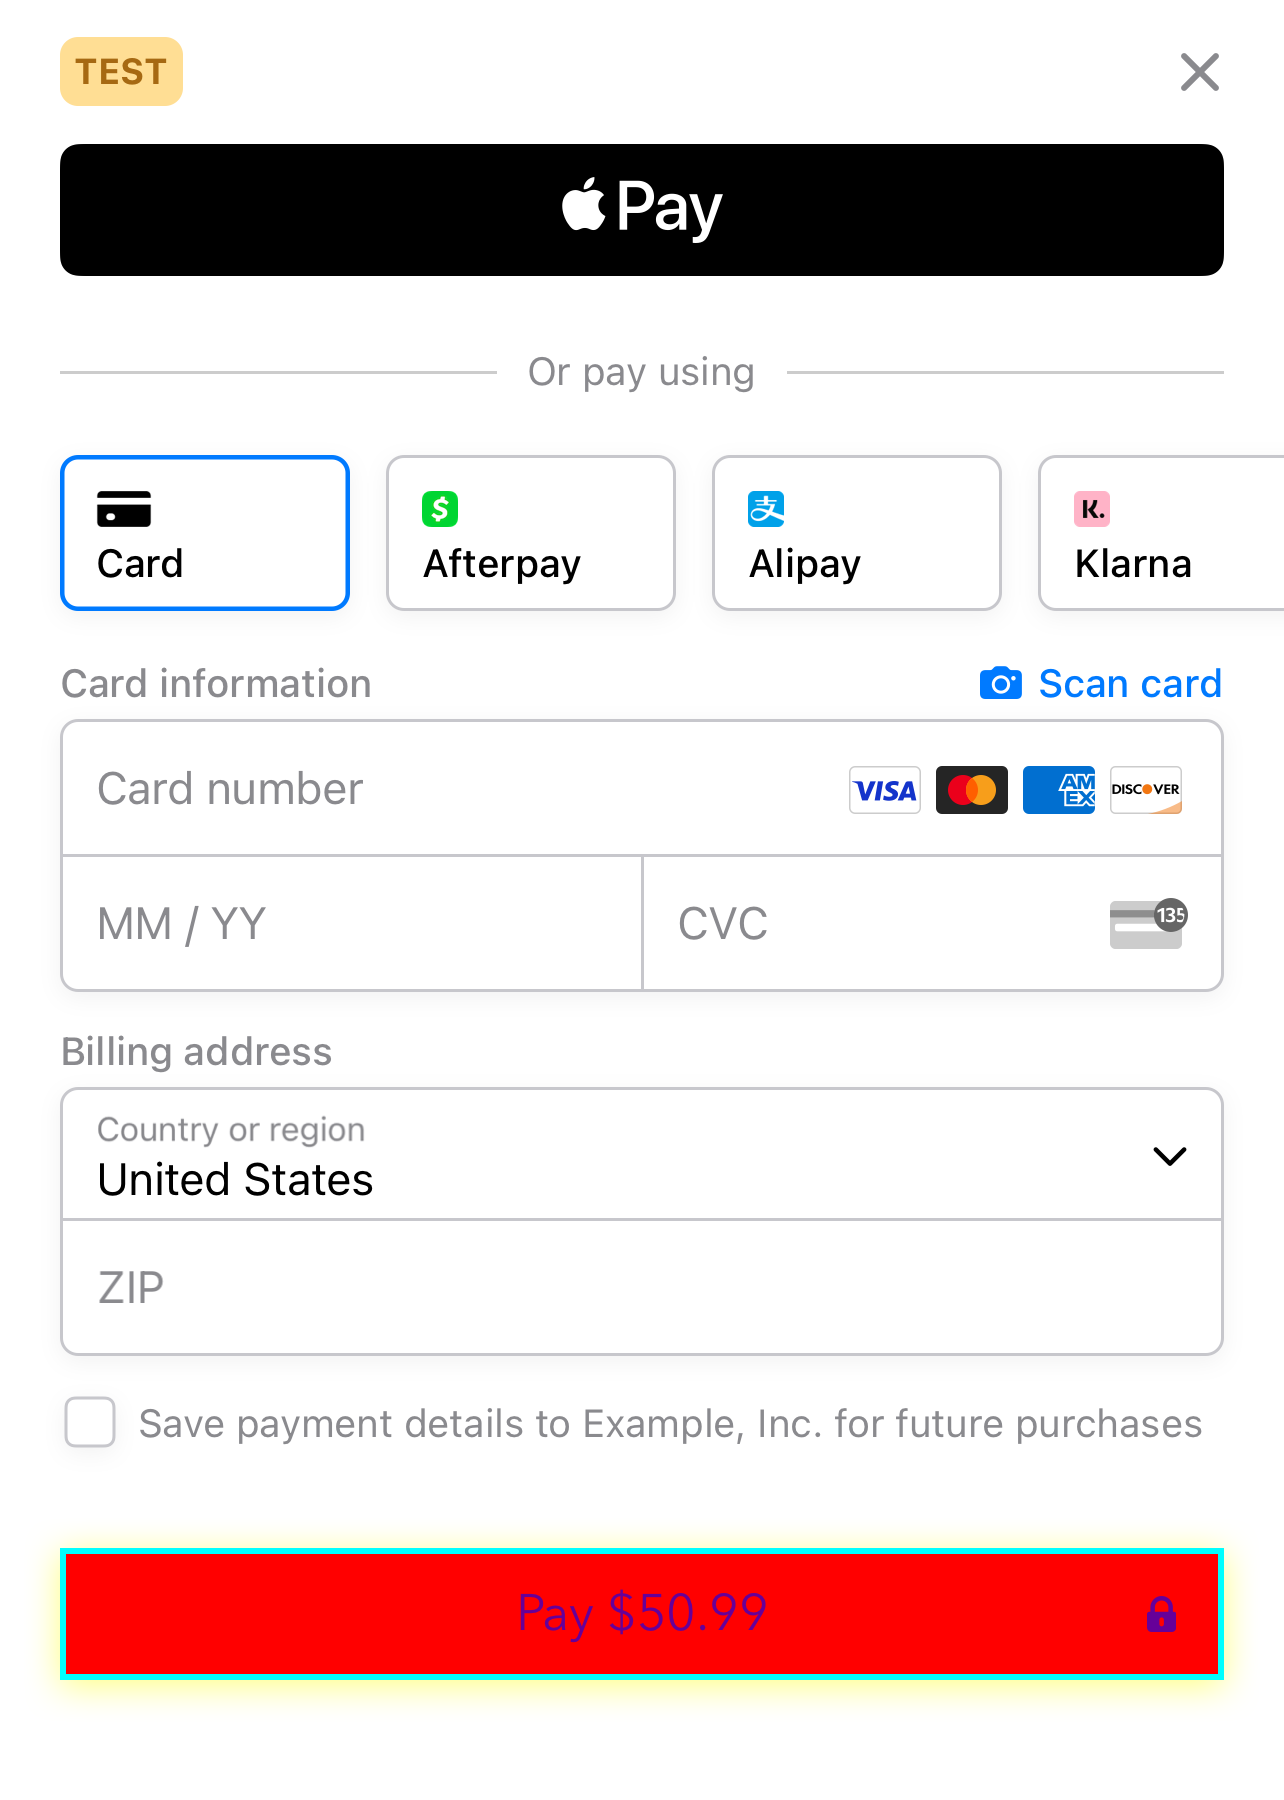 TEST
Pay
Or pay using
Card
Afterpay
Alipay
Klarna
Card information
Scan card
Card number
VISA
AMEX
DISCOVER
MM / YY
CVC
135
Billing address
Country or region
United States
ZIP
Save payment details to Example, Inc. for future purchases
Pay $50.99